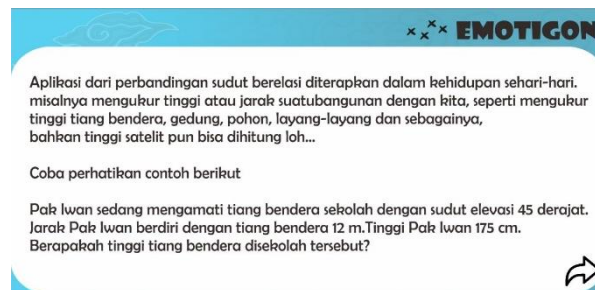 EMOTIGON
Aplikasi dari perbandingan sudut berelasi diterapkan dalam kehidupan sehari-hari.
misalnya mengukur tinggi atau jarak suatubangunan dengan kita, seperti mengukur
tinggi tiang bendera, gedung, pohon, layang-layang dan sebagainya,
bahkan tinggi satelit pun bisa dihitung loh...
Coba perhatikan contoh berikut
Pak Iwan sedang mengamati tiang bendera sekolah dengan sudut elevasi 45 derajat.
Jarak Pak Iwan berdiri dengan tiang bendera 12 m.Tinggi Pak Iwan 175 cm.
Berapakah tinggi tiang bendera disekolah tersebut?